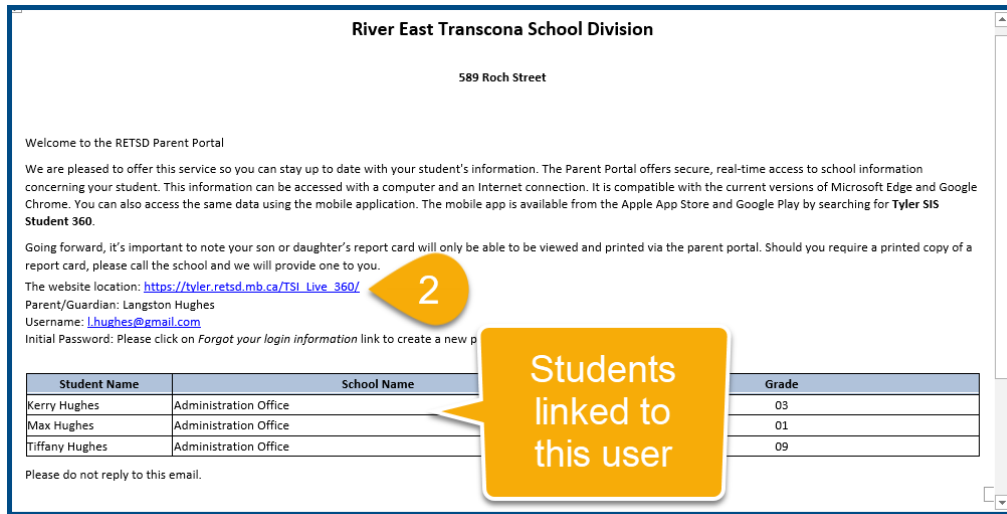 River East Transcona School Division
589 Roch Street
Welcome to the RETSD Parent Portal
We are pleased to offer this service so you can stay up to date with your student's information. The Parent Portal offers secure, real-time access to school information
concerning your student. This information can be accessed with a computer and an Internet connection. It is compatible with the current versions of Microsoft Edge and Google
Chrome. You can also access the same data using the mobile application. The mobile app is available from the Apple App Store and Google Play by searching for Tyler SIS
Student 360.
Going forward, it's important to note your son or daughter's report card will only be able to be viewed and printed via the parent portal. Should you require a printed copy of a
report card, please call the school and we will provide one to you.
The website location: https://tyler.retsd.mb.ca/TSI_Live_360/
2
Parent/Guardian: Langston Hughes
Username: l.hughes@gmail.com
Initial Password: Please click on Forgot your login information link to create a new
Students
linked to
this user
Student Name School Name Grade
Kerry Hughes Administration Office 03
Max Hughes Administration Office 01
Tiffany Hughes Administration Office 09
Please do not reply to this email.